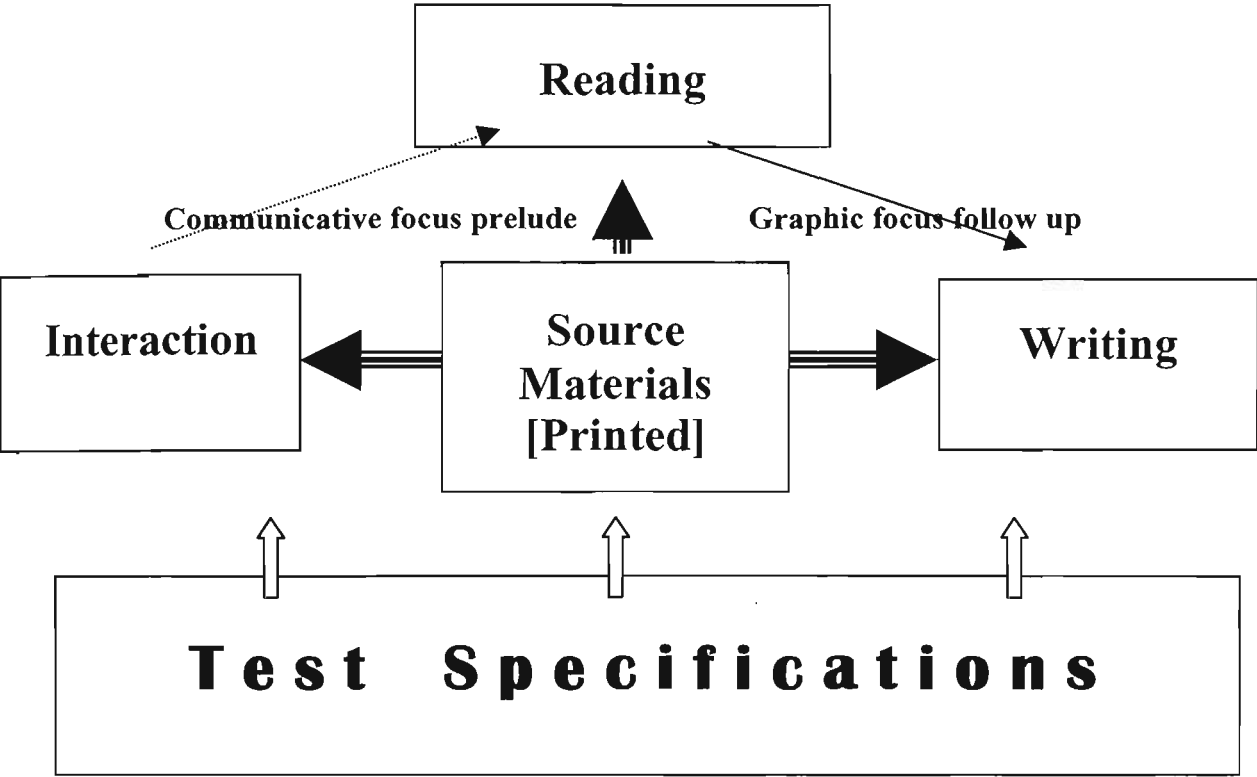 Reading
Communicative focus prelude
Graphic focus follow up
Interaction
Source
Materials
[Printed]
Writing
Test Specifications